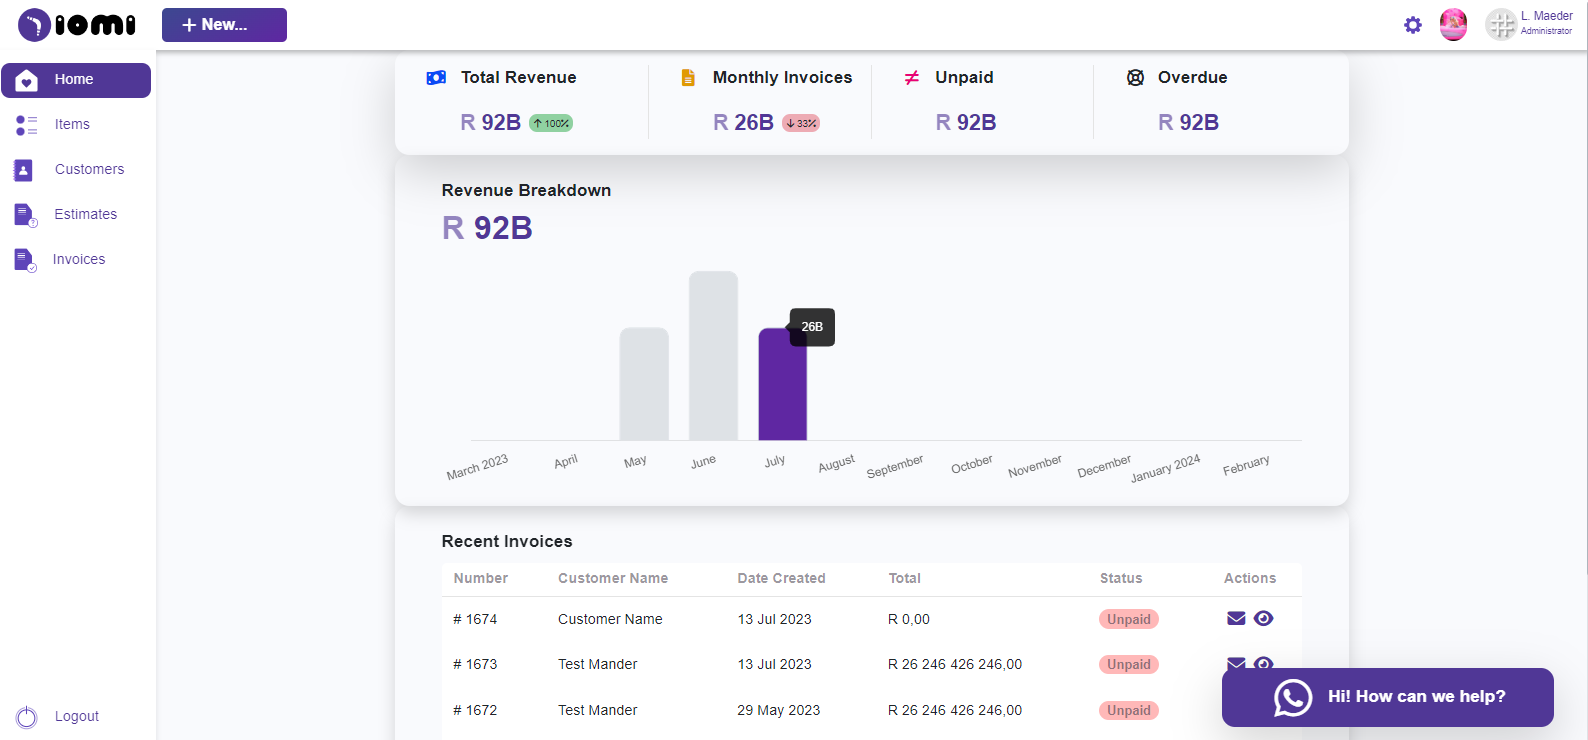 iomi
+ New...
L. Maeder
Administrator
Home
Items
Customers
Estimates
Invoices
Logout
Total Revenue
R 92B ↑ 100%
Monthly Invoices
R 26B ↓ 33%
Unpaid
R 92B
Overdue
R 92B
Revenue Breakdown
R 92B
26B
March 2023 April May June July August September October November December January 2024 February
Recent Invoices
Number Customer Name Date Created Total Status Actions
# 1674 Customer Name 13 Jul 2023 R 0,00 Unpaid
# 1673 Test Mander 13 Jul 2023 R 26 246 426 246,00 Unpaid
# 1672 Test Mander 29 May 2023 R 26 246 426 246,00 Unpaid
Hi! How can we help?